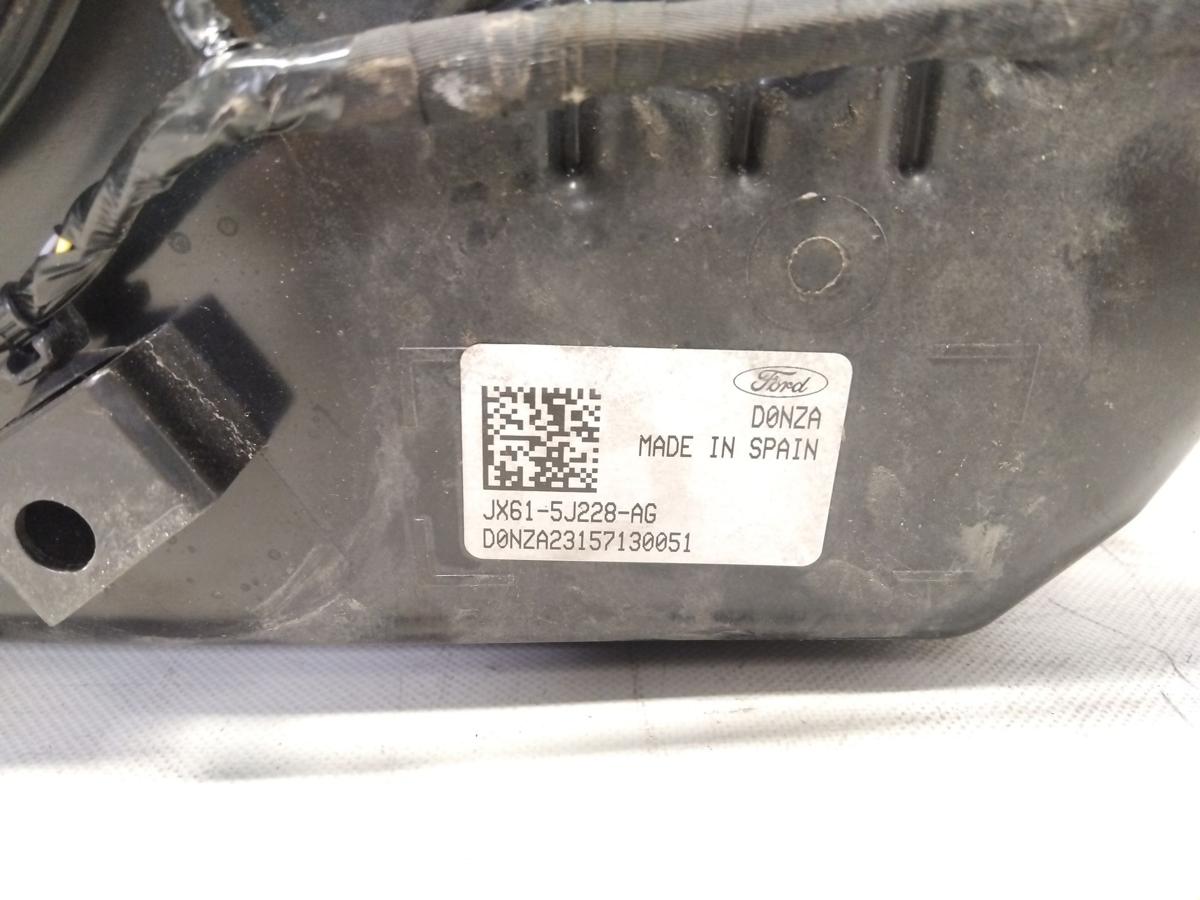 Ford
D0NZA
MADE IN SPAIN
JX61-5J228-AG
D0NZA23157130051